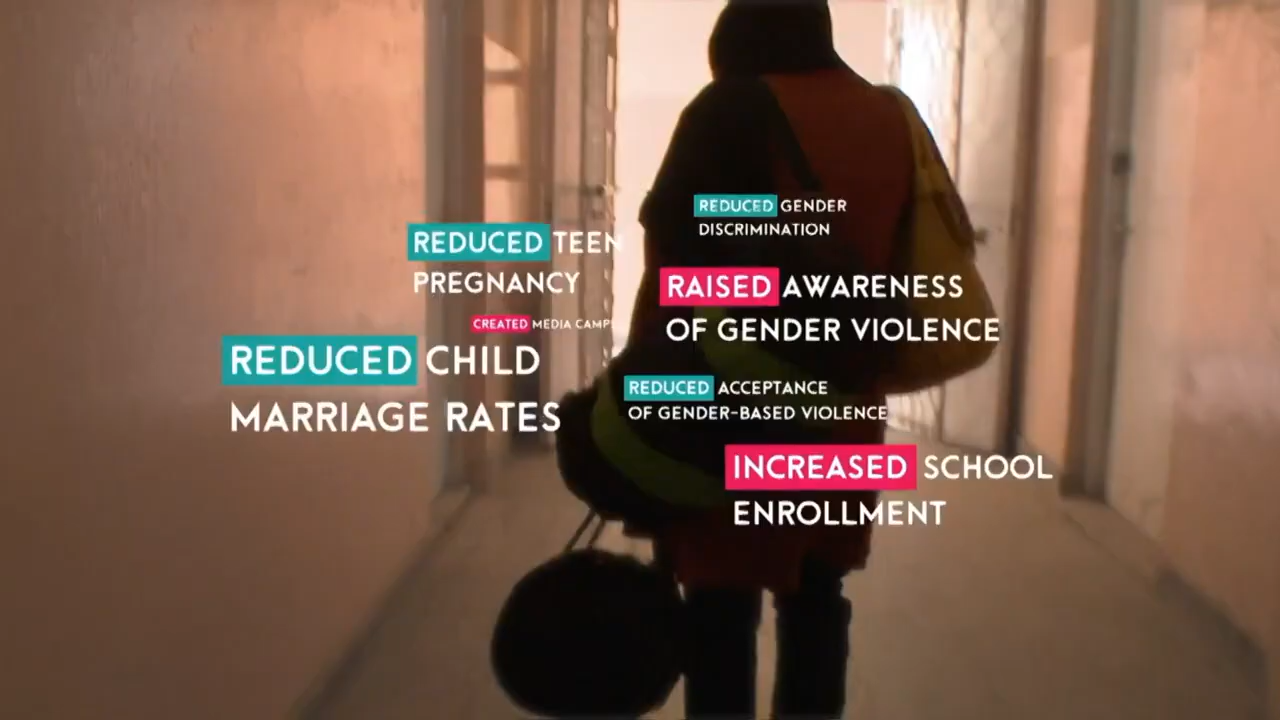 REDUCED TEEN
PREGNANCY
CREATED MEDIA
REDUCED CHILD
MARRIAGE RATES
REDUCED GENDER
DISCRIMINATION
RAISED AWARENESS
OF GENDER VIOLENCE
REDUCED ACCEPTANCE
OF GENDER-BASED VIOLENCE
INCREASED SCHOOL
ENROLLMENT